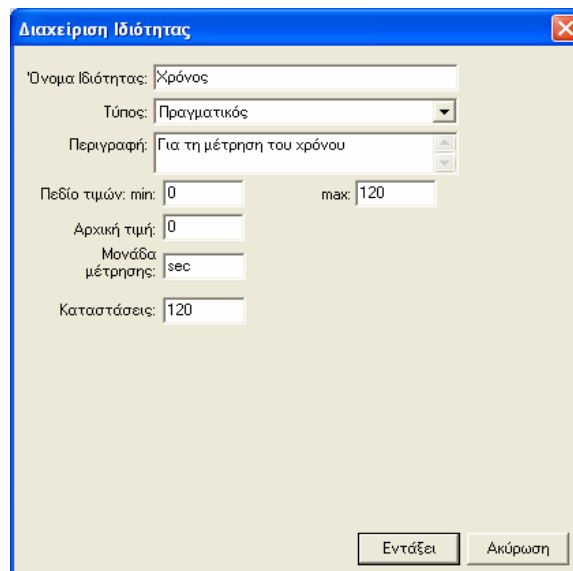 Διαχείριση Ιδιότητας
Όνομα Ιδιότητας: Χρόνος
Τύπος: Πραγματικός
Περιγραφή: Για τη μέτρηση του χρόνου
Πεδίο τιμών: min: 0 max: 120
Αρχική τιμή: 0
Μονάδα
μέτρησης: sec
Καταστάσεις: 120
Εντάξει Ακύρωση